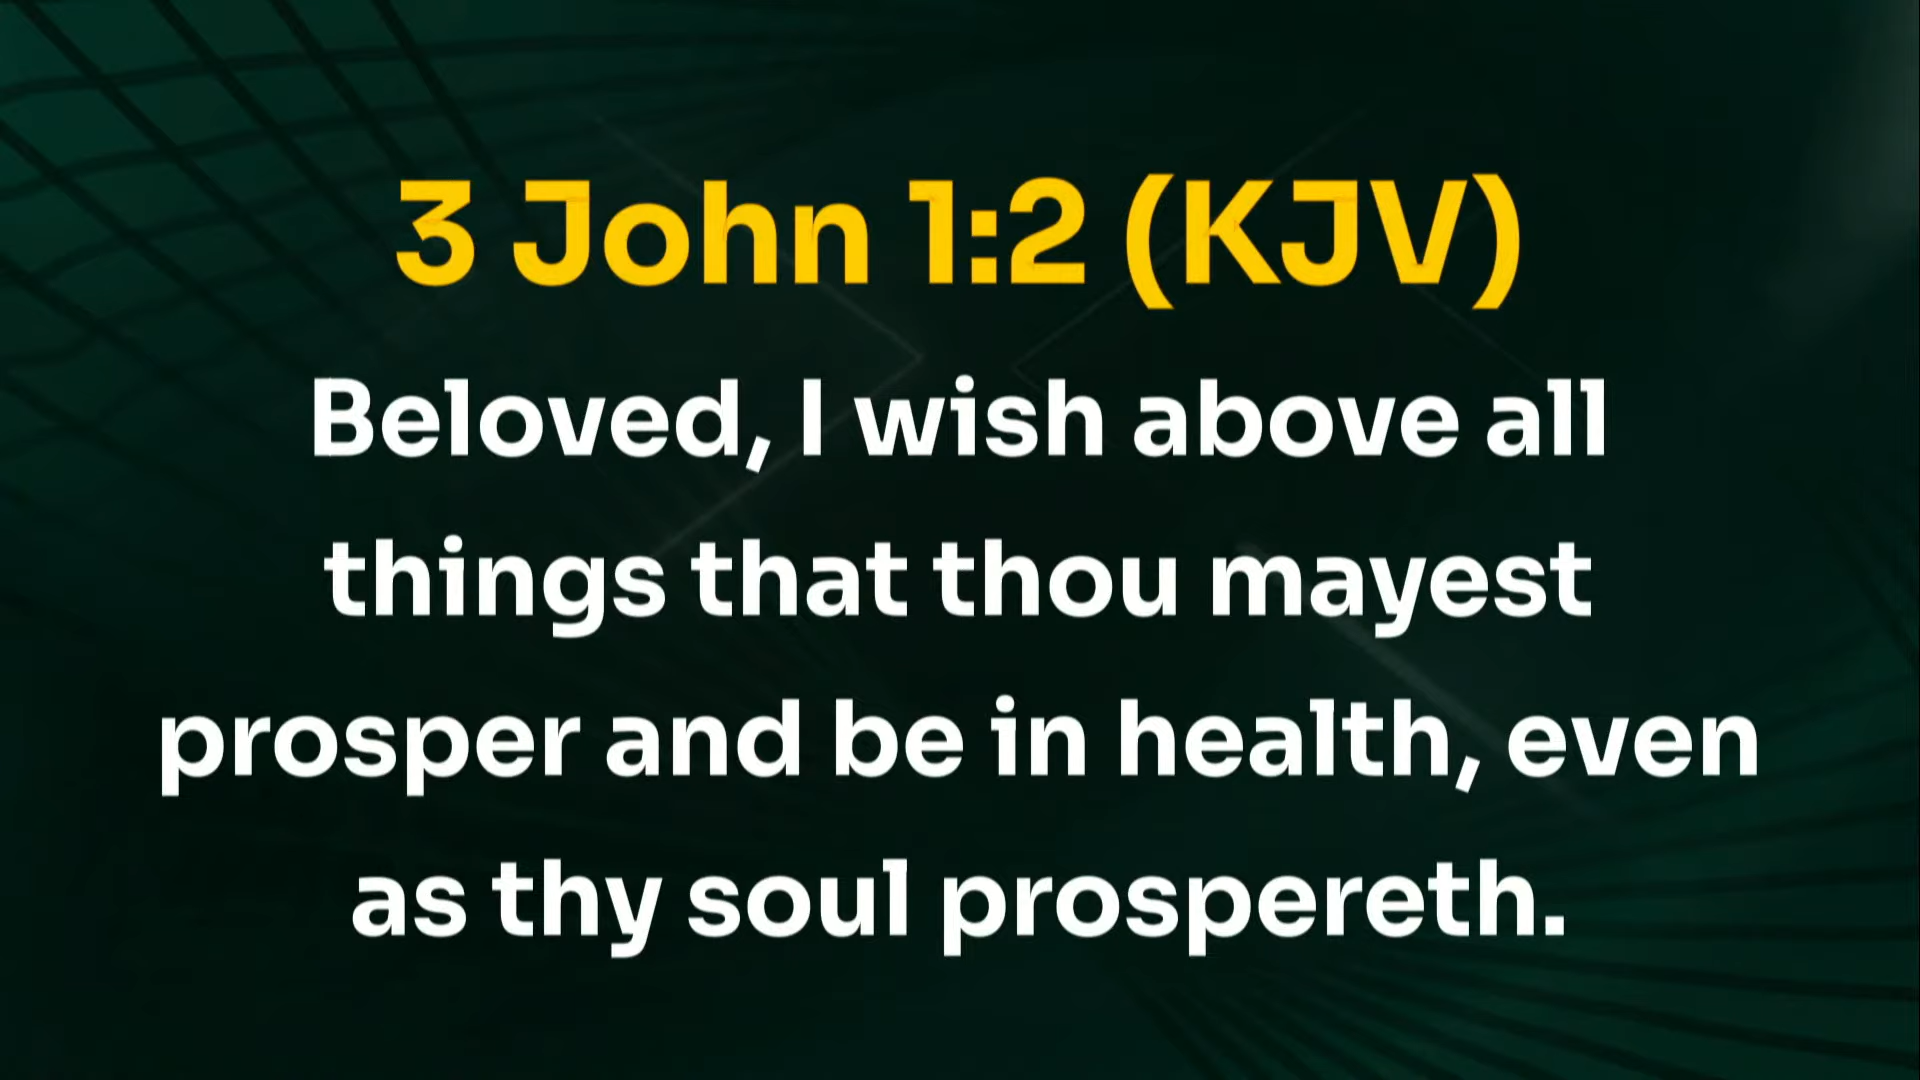 3 John 1:2 (KJV)
Beloved, I wish above all
things that thou mayest
prosper and be in health, even
as thy soul prospereth.